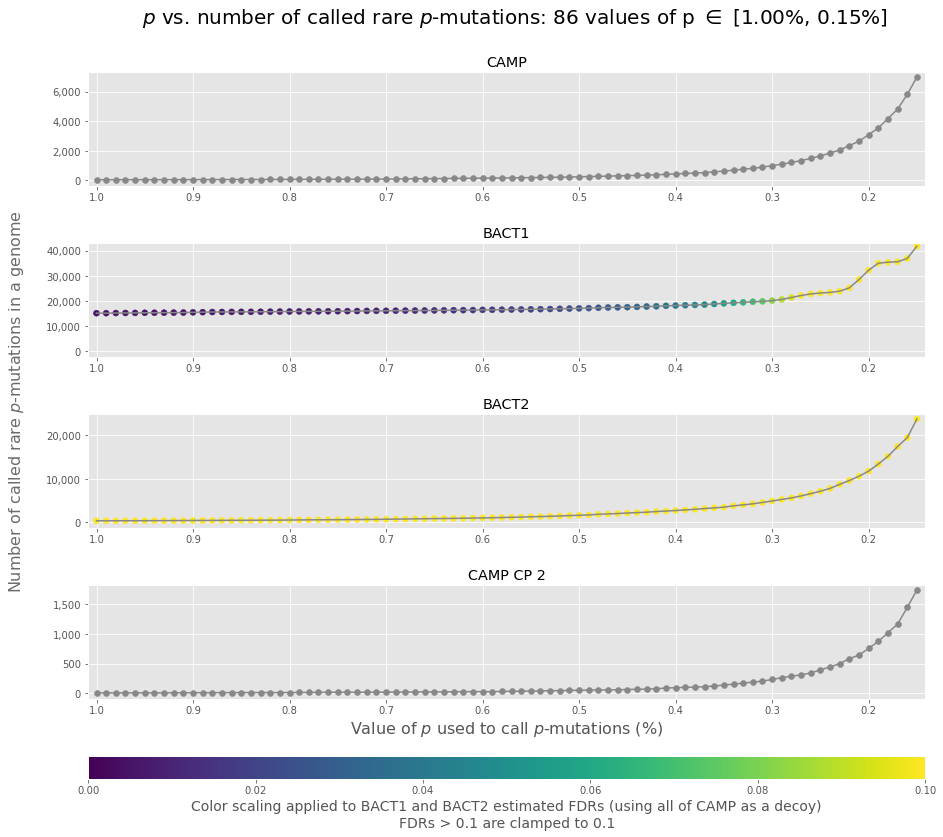 p vs. number of called rare p-mutations: 86 values of p ∈ [1.00%, 0.15%]
Number of called rare p-mutations in a genome
CAMP
6,000
4,000
2,000
0
1.0 0.9 0.8 0.7 0.6 0.5 0.4 0.3 0.2
BACT1
40,000
30,000
20,000
10,000
0
1.0 0.9 0.8 0.7 0.6 0.5 0.4 0.3 0.2
BACT2
20,000
10,000
0
1.0 0.9 0.8 0.7 0.6 0.5 0.4 0.3 0.2
CAMP CP 2
1,500
1,000
500
0
1.0 0.9 0.8 0.7 0.6 0.5 0.4 0.3 0.2
Value of p used to call p-mutations (%)
0.00 0.02 0.04 0.06 0.08 0.10
Color scaling applied to BACT1 and BACT2 estimated FDRs (using all of CAMP as a decoy)
FDRs > 0.1 are clamped to 0.1